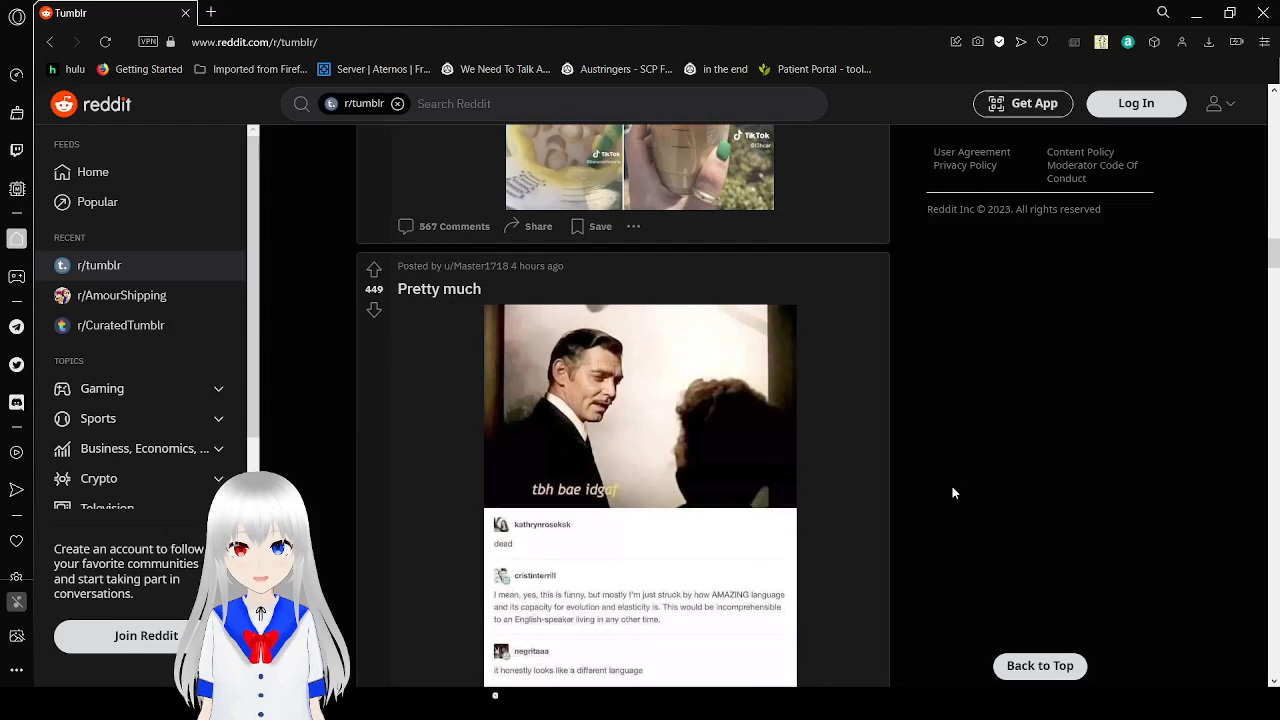 Tumblr
VPN
www.reddit.com/r/tumblr/
hulu
Getting Started
Imported from Firef...
Server | Aternos | Fr...
We Need To Talk A...
Austringers - SCP F...
in the end
Patient Portal - tool...
reddit
r/tumblr
Search Reddit
Get App
Log In
FEEDS
Home
Popular
RECENT
r/tumblr
r/AmourShipping
r/CuratedTumblr
TOPICS
Gaming
Sports
Business, Economics, ...
Crypto
Television
Create an account to follow
your favorite communities
and start taking part in
conversations.
Join Reddit
TikTok
TikTok
567 Comments
Share
Save
Posted by u/Master1718 4 hours ago
449
Pretty much
tbh bae idgaf
kathrynroseksk
dead
cristinterrill
I mean, yes, this is funny, but mostly I'm just struck by how AMAZING language
and its capacity for evolution and elasticity is. This would be incomprehensible
to an English-speaker living in any other time.
negritaaa
it honestly looks like a different language
User Agreement
Privacy Policy
Content Policy
Moderator Code Of
Conduct
Reddit Inc © 2023. All rights reserved
Back to Top